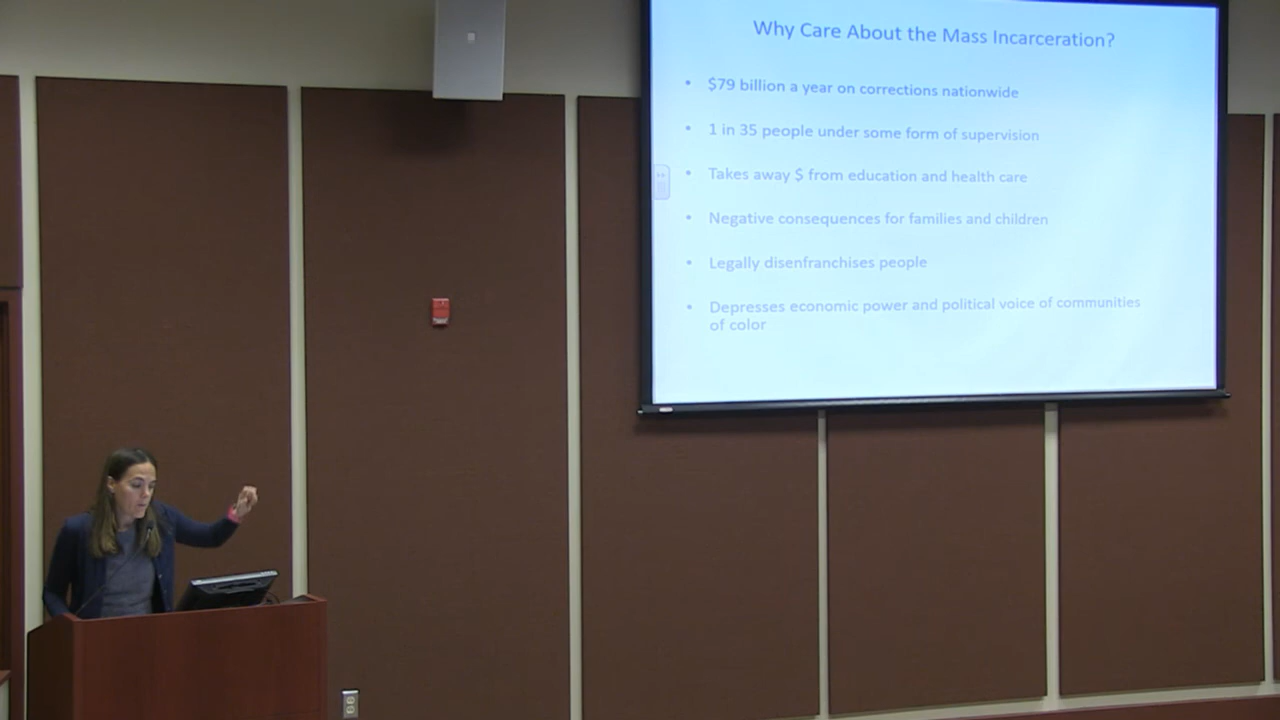 Why Care About the Mass Incarceration?
• $79 billion a year on corrections nationwide
• 1 in 35 people under some form of supervision
• Takes away $ from education and health care
• Negative consequences for families and children
• Legally disenfranchises people
• Depresses economic power and political voice of communities
of color